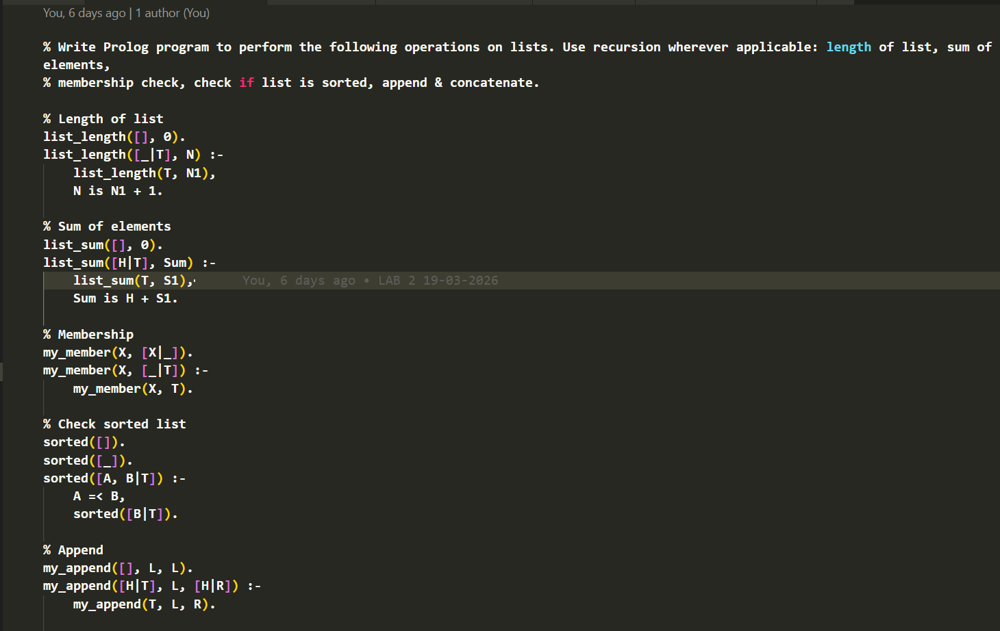 You, 6 days ago | 1 author (You)
% Write Prolog program to perform the following operations on lists. Use recursion wherever applicable: length of list, sum of
elements,
% membership check, check if list is sorted, append & concatenate.
% Length of list
list_length([], 0).
list_length([_|T], N) :-
    list_length(T, N1),
    N is N1 + 1.
% Sum of elements
list_sum([], 0).
list_sum([H|T], Sum) :-
    list_sum(T, S1),· You, 6 days ago • LAB 2 19-03-2026
    Sum is H + S1.
% Membership
my_member(X, [X|_]).
my_member(X, [_|T]) :-
    my_member(X, T).
% Check sorted list
sorted([]).
sorted([_]).
sorted([A, B|T]) :-
    A =< B,
    sorted([B|T]).
% Append
my_append([], L, L).
my_append([H|T], L, [H|R]) :-
    my_append(T, L, R).